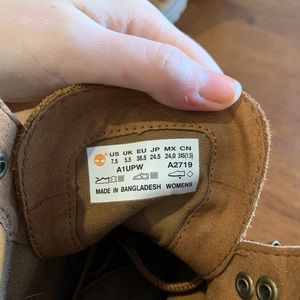 US UK EU JP MX CN
7.5 5.5 38.5 24.5 24,0 245(1.5)
A1UPW A2719
MADE IN BANGLADESH WOMENS